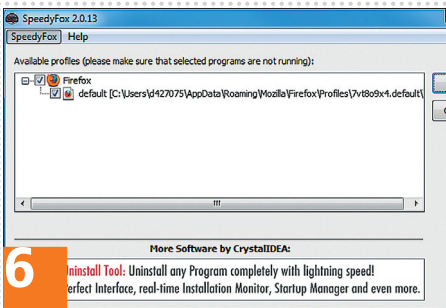 SpeedyFox 2.0.13
SpeedyFox Help
Available profiles (please make sure that selected programs are not running):
Firefox
default [C:\Users\d427075\AppData\Roaming\Mozilla\Firefox\Profiles\7vt8o9x4.default\
More Software by CrystalIDEA:
6
Uninstall Tool: Uninstall any Program completely with lightning speed!
Perfect Interface, real-time Installation Monitor, Startup Manager and even more.